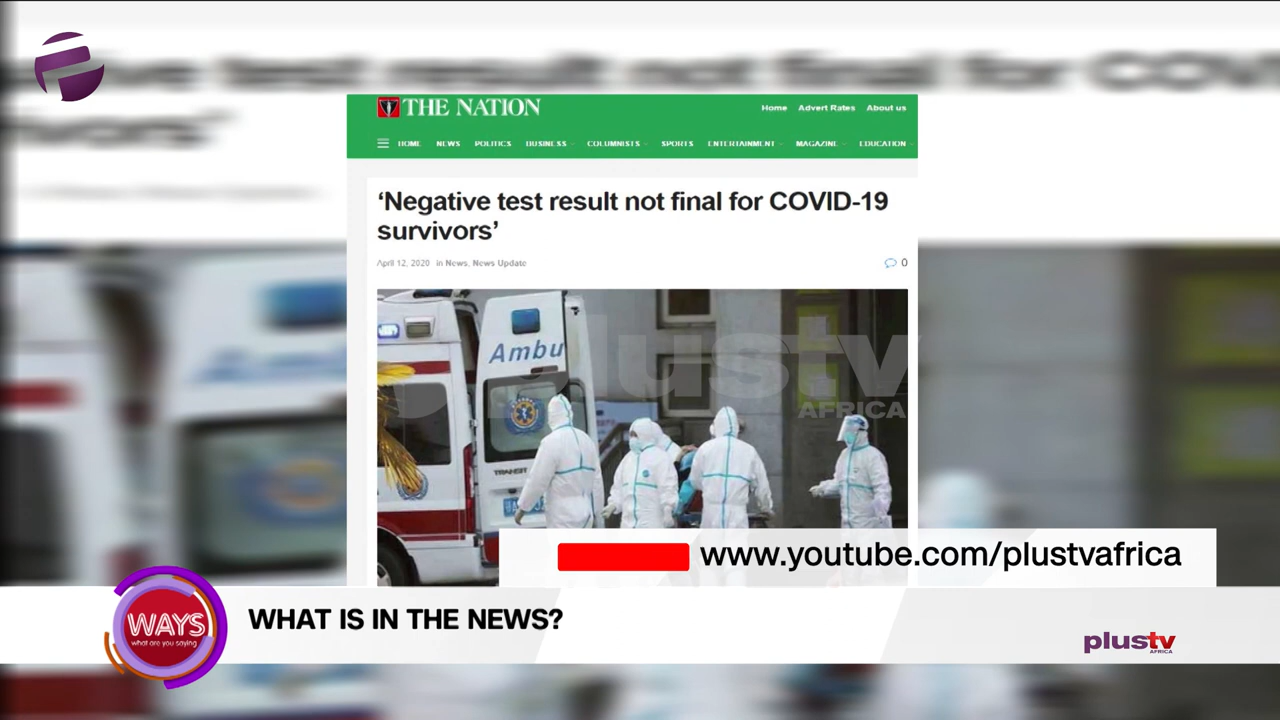 THE NATION
Home Advert Rates About us
HOME NEWS POLITICS BUSINESS COLUMNISTS SPORTS ENTERTAINMENT MAGAZINE EDUCATION
‘Negative test result not final for COVID-19
survivors’
April 12, 2020 in News, News Update
0
Ambu
TRANSIT
plustv
AFRICA
www.youtube.com/plustvafrica
WAYS
what are you saying
WHAT IS IN THE NEWS?
plustv
AFRICA